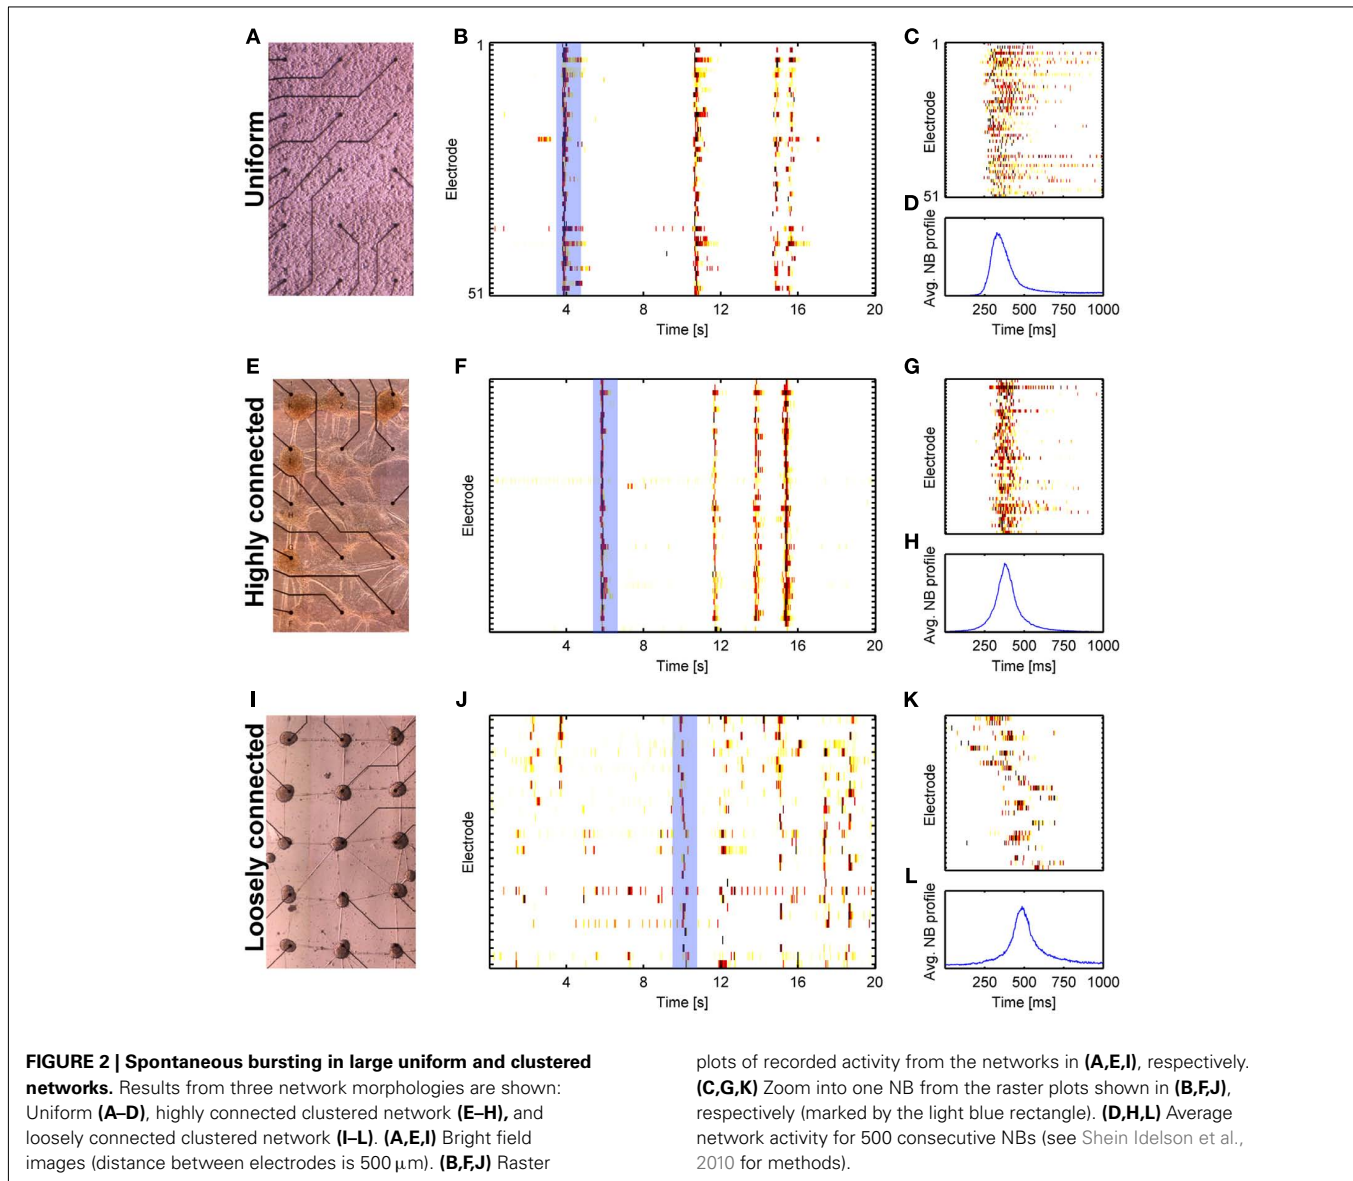 A
B
C
Uniform
1
Electrode
51
4
8
12
16
20
Time [s]
1
Electrode
51
D
Avg. NB profile
250
500
750
1000
Time [ms]
E
F
G
Highly connected
Electrode
4
8
12
16
20
Time [s]
Electrode
H
Avg. NB profile
250
500
750
1000
Time [ms]
I
J
K
Loosely connected
Electrode
4
8
12
16
20
Time [s]
Electrode
L
Avg. NB profile
250
500
750
1000
Time [ms]
FIGURE 2 | Spontaneous bursting in large uniform and clustered
networks. Results from three network morphologies are shown:
Uniform (A–D), highly connected clustered network (E–H), and
loosely connected clustered network (I–L). (A,E,I) Bright field
images (distance between electrodes is 500 μm). (B,F,J) Raster
plots of recorded activity from the networks in (A,E,I), respectively.
(C,G,K) Zoom into one NB from the raster plots shown in (B,F,J),
respectively (marked by the light blue rectangle). (D,H,L) Average
network activity for 500 consecutive NBs (see Shein Idelson et al.,
2010 for methods).